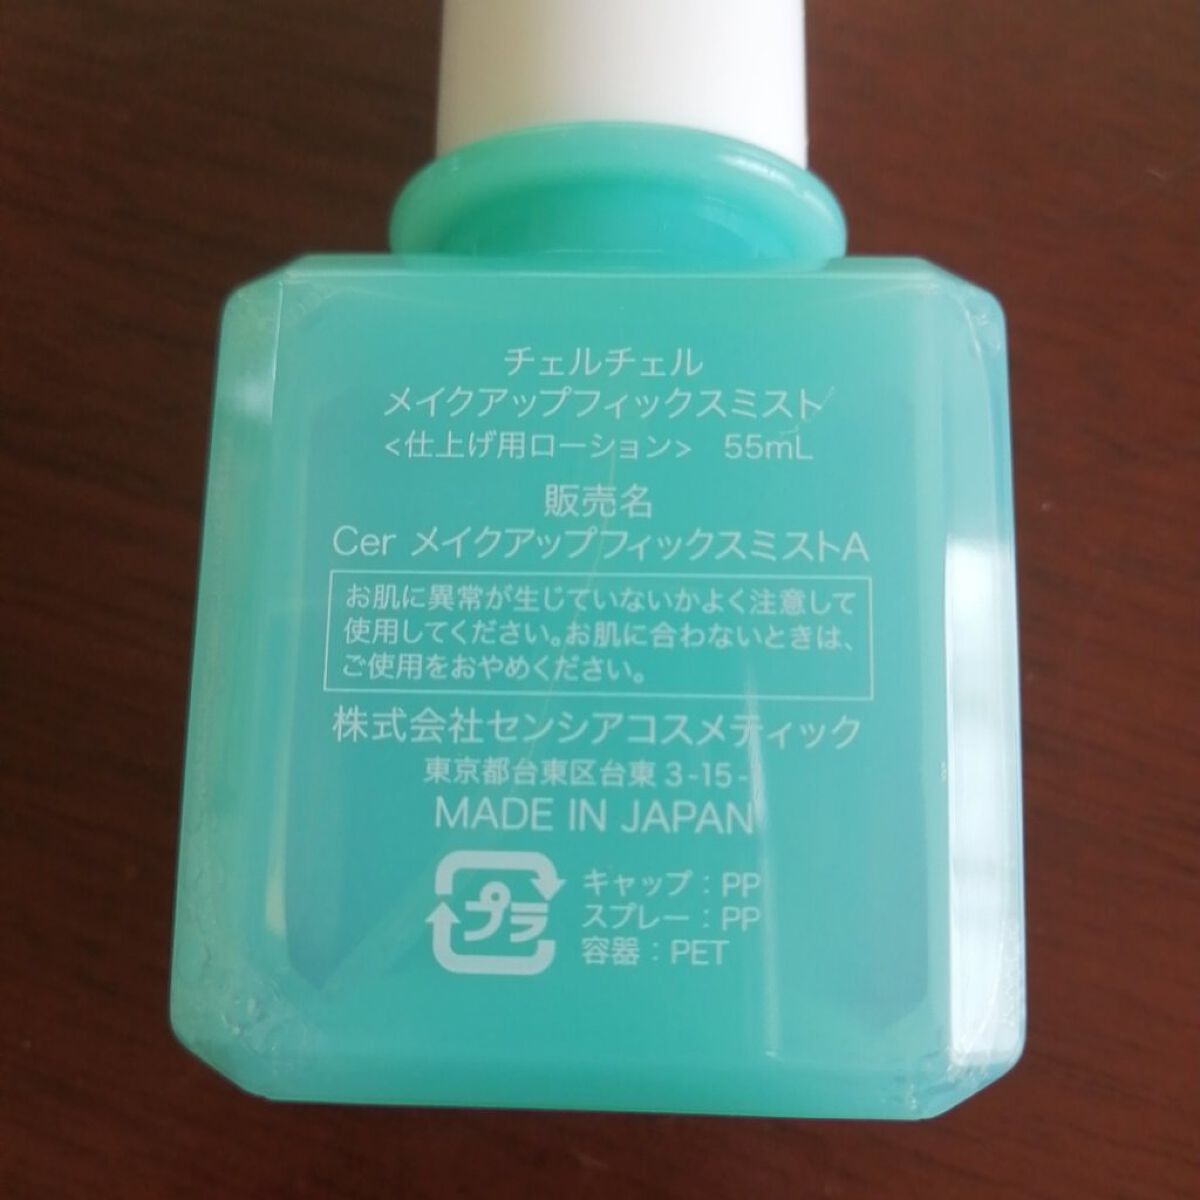 チェルチェル
メイクアップフィックスミスト
<仕上げ用ローション> 55mL
販売名
Cer メイクアップフィックスミストA
お肌に異常が生じていないかよく注意して
使用してください。お肌に合わないときは、
ご使用をおやめください。
株式会社センシアコスメティック
東京都台東区台東3-15-
MADE IN JAPAN
プラ
キャップ：PP
スプレー：PP
容器：PET